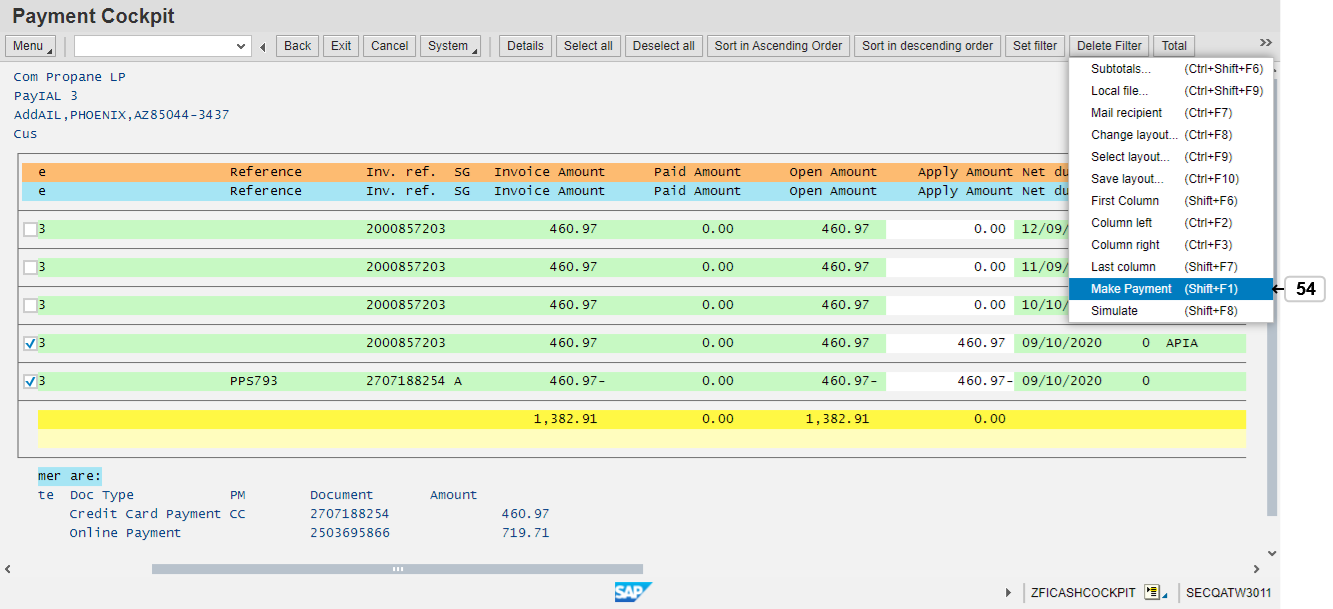 Payment Cockpit
Menu Back Exit Cancel System Details Select all Deselect all Sort in Ascending Order Sort in descending order Set filter Delete Filter Total
Subtotals... (Ctrl+Shift+F6)
Local file... (Ctrl+Shift+F9)
Mail recipient (Ctrl+F7)
Change layout... (Ctrl+F8)
Select layout... (Ctrl+F9)
Save layout... (Ctrl+F10)
First Column (Shift+F6)
Column left (Ctrl+F2)
Column right (Ctrl+F3)
Last column (Shift+F7)
Make Payment (Shift+F1) 54
Simulate (Shift+F8)
Com Propane LP
PayIAL 3
AddAIL,PHOENIX,AZ85044-3437
Cus
e Reference Inv. ref. SG Invoice Amount Paid Amount Open Amount Apply Amount Net du
e Reference Inv. ref. SG Invoice Amount Paid Amount Open Amount Apply Amount Net du
3 2000857203 460.97 0.00 460.97 0.00 12/09/
3 2000857203 460.97 0.00 460.97 0.00 11/09/
3 2000857203 460.97 0.00 460.97 0.00 10/10/
3 2000857203 460.97 0.00 460.97 460.97 09/10/2020 0 APIA
3 PPS793 2707188254 A 460.97- 0.00 460.97- 460.97- 09/10/2020 0
1,382.91 0.00 1,382.91 0.00
mer are:
te Doc Type PM Document Amount
Credit Card Payment CC 2707188254 460.97
Online Payment 2503695866 719.71
SAP ZFICASHCOCKPIT SECQATW3011